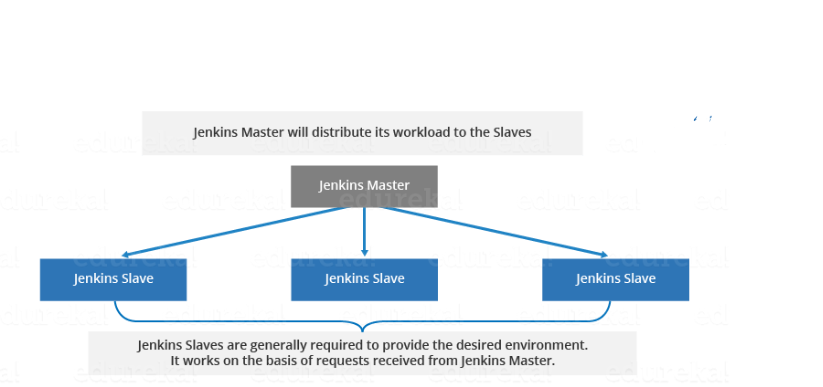 Jenkins Master will distribute its workload to the Slaves
Jenkins Master
Jenkins Slave
Jenkins Slave
Jenkins Slave
Jenkins Slaves are generally required to provide the desired environment.
It works on the basis of requests received from Jenkins Master.
edureka!